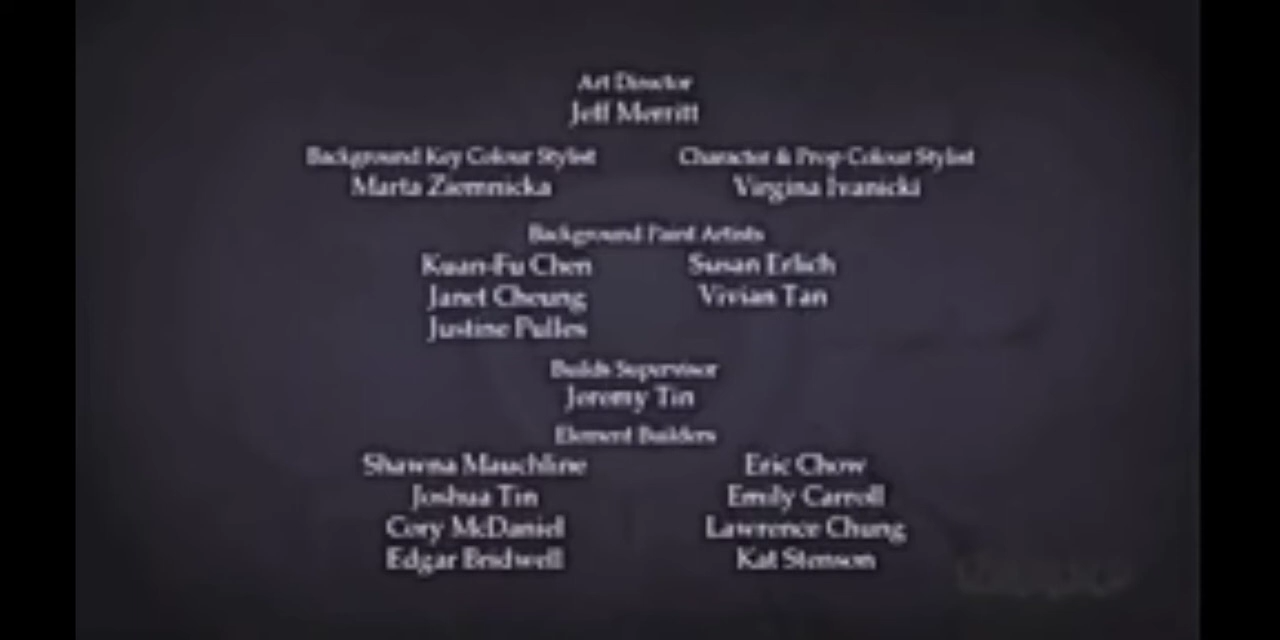 Art Director
Jeff Merritt
Background Key Colour Stylist
Character & Prop Colour Stylist
Marta Ziemnicka
Virgina Ivanicki
Background Paint Artists
Kuan-Fu Chen
Susan Erlich
Janet Cheung
Vivian Tan
Justine Pulles
Builds Supervisor
Jeremy Tin
Element Builders
Shawna Mauchline
Eric Chow
Joshua Tin
Emily Carroll
Cory McDaniel
Lawrence Chung
Edgar Bridwell
Kat Stenson